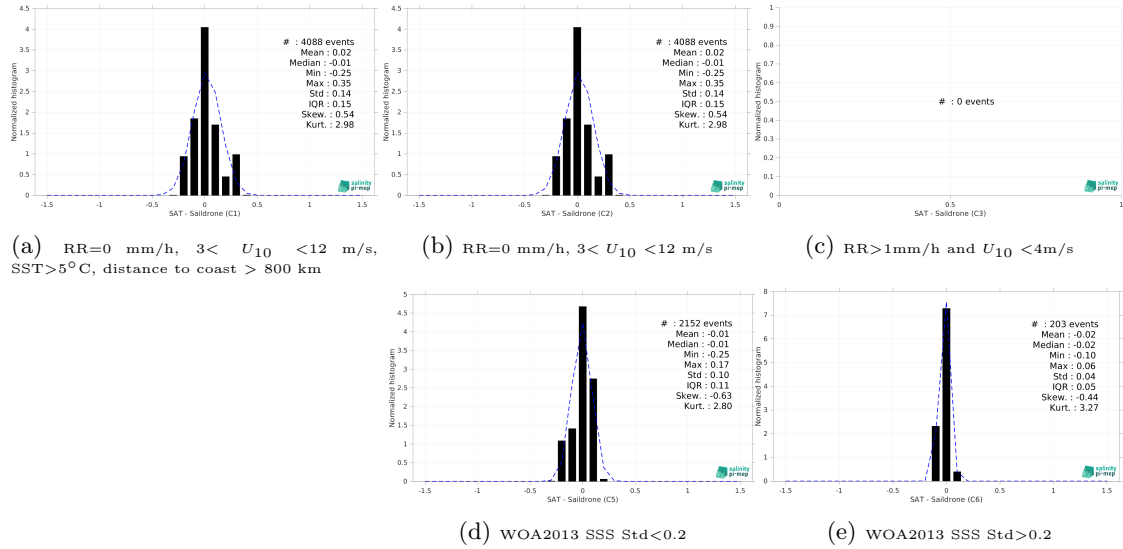 Normalized histogram
4.5
4
3.5
3
2.5
2
1.5
1
0.5
0
-1.5
-1
-0.5
0
0.5
1
1.5
# : 4088 events
Mean : 0.02
Median : -0.01
Min : -0.25
Max : 0.35
Std : 0.14
IQR : 0.15
Skew. : 0.54
Kurt. : 2.98
salinity
pi-mep
SAT - Saildrone (C1)
(a) RR=0 mm/h, 3< U10 <12 m/s,
SST>5°C, distance to coast > 800 km
Normalized histogram
4.5
4
3.5
3
2.5
2
1.5
1
0.5
0
-1.5
-1
-0.5
0
0.5
1
1.5
# : 4088 events
Mean : 0.02
Median : -0.01
Min : -0.25
Max : 0.35
Std : 0.14
IQR : 0.15
Skew. : 0.54
Kurt. : 2.98
salinity
pi-mep
SAT - Saildrone (C2)
(b) RR=0 mm/h, 3< U10 <12 m/s
Normalized histogram
1
0.9
0.8
0.7
0.6
0.5
0.4
0.3
0.2
0.1
0
0
0.5
1
# : 0 events
salinity
pi-mep
SAT - Saildrone (C3)
(c) RR>1mm/h and U10 <4m/s
Normalized histogram
5
4.5
4
3.5
3
2.5
2
1.5
1
0.5
0
-1.5
-1
-0.5
0
0.5
1
1.5
# : 2152 events
Mean : -0.01
Median : -0.01
Min : -0.25
Max : 0.17
Std : 0.10
IQR : 0.11
Skew. : -0.63
Kurt. : 2.80
salinity
pi-mep
SAT - Saildrone (C5)
(d) WOA2013 SSS Std<0.2
Normalized histogram
8
7
6
5
4
3
2
1
0
-1.5
-1
-0.5
0
0.5
1
1.5
# : 203 events
Mean : -0.02
Median : -0.02
Min : -0.10
Max : 0.06
Std : 0.04
IQR : 0.05
Skew. : -0.44
Kurt. : 3.27
salinity
pi-mep
SAT - Saildrone (C6)
(e) WOA2013 SSS Std>0.2